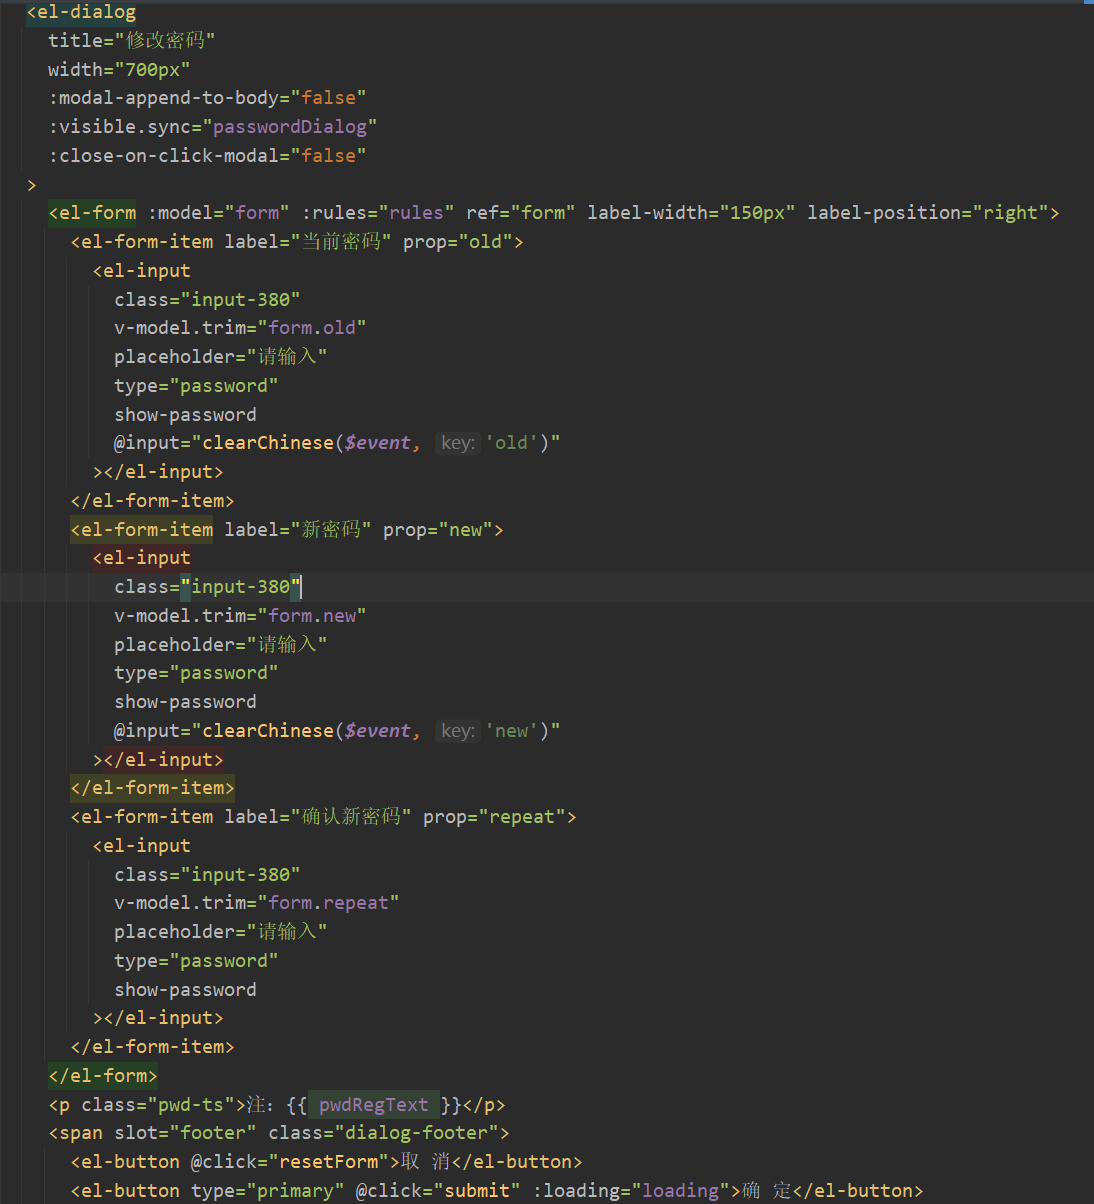 <el-dialog
title="修改密码"
width="700px"
:modal-append-to-body="false"
:visible.sync="passwordDialog"
:close-on-click-modal="false"
>
<el-form :model="form" :rules="rules" ref="form" label-width="150px" label-position="right">
<el-form-item label="当前密码" prop="old">
<el-input
class="input-380"
v-model.trim="form.old"
placeholder="请输入"
type="password"
show-password
@input="clearChinese($event, key: 'old')"
></el-input>
</el-form-item>
<el-form-item label="新密码" prop="new">
<el-input
class="input-380"
v-model.trim="form.new"
placeholder="请输入"
type="password"
show-password
@input="clearChinese($event, key: 'new')"
></el-input>
</el-form-item>
<el-form-item label="确认新密码" prop="repeat">
<el-input
class="input-380"
v-model.trim="form.repeat"
placeholder="请输入"
type="password"
show-password
></el-input>
</el-form-item>
</el-form>
<p class="pwd-ts">注：{{ pwdRegText }}</p>
<span slot="footer" class="dialog-footer">
<el-button @click="resetForm">取 消</el-button>
<el-button type="primary" @click="submit" :loading="loading">确 定</el-button>